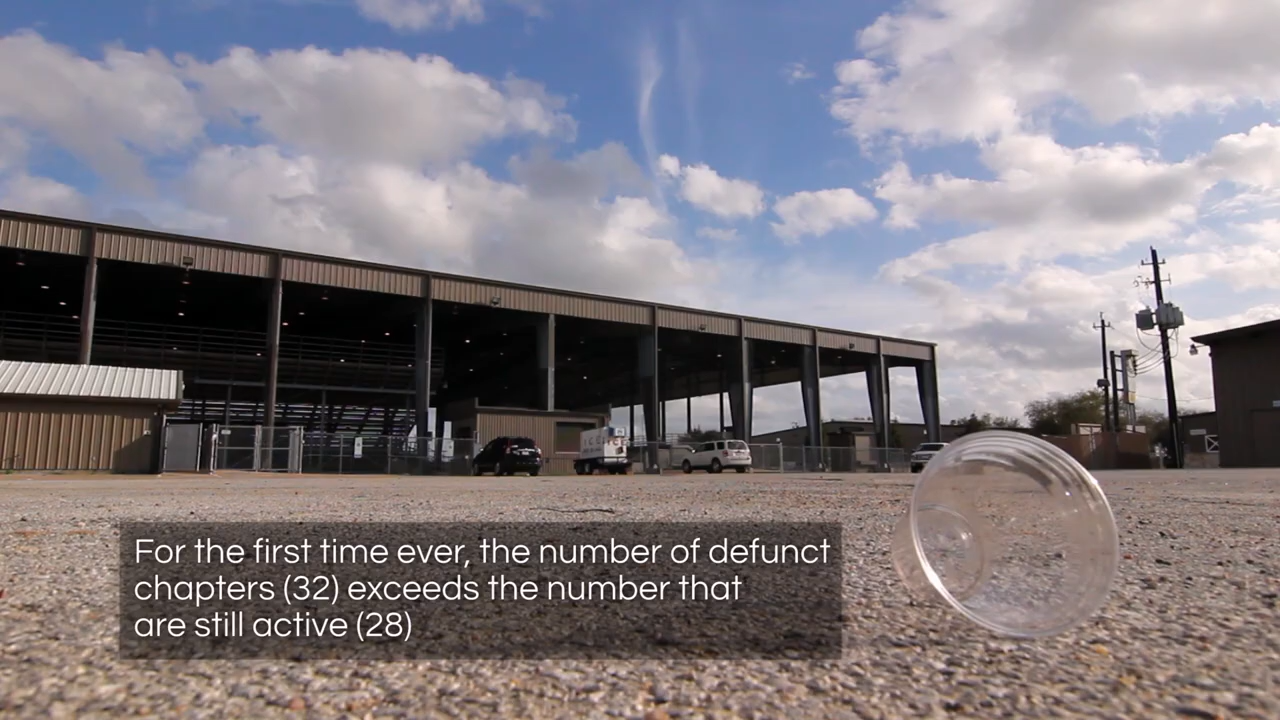 For the first time ever, the number of defunct
chapters (32) exceeds the number that
are still active (28)